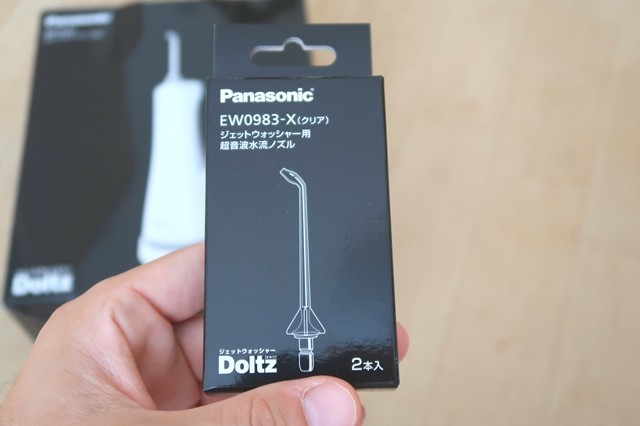 Panasonic
Panasonic
EW0983-X(クリア)
ジェットウォッシャー用
超音波水流ノズル
ジェットウォッシャー
Doltz
2本入
Doltz